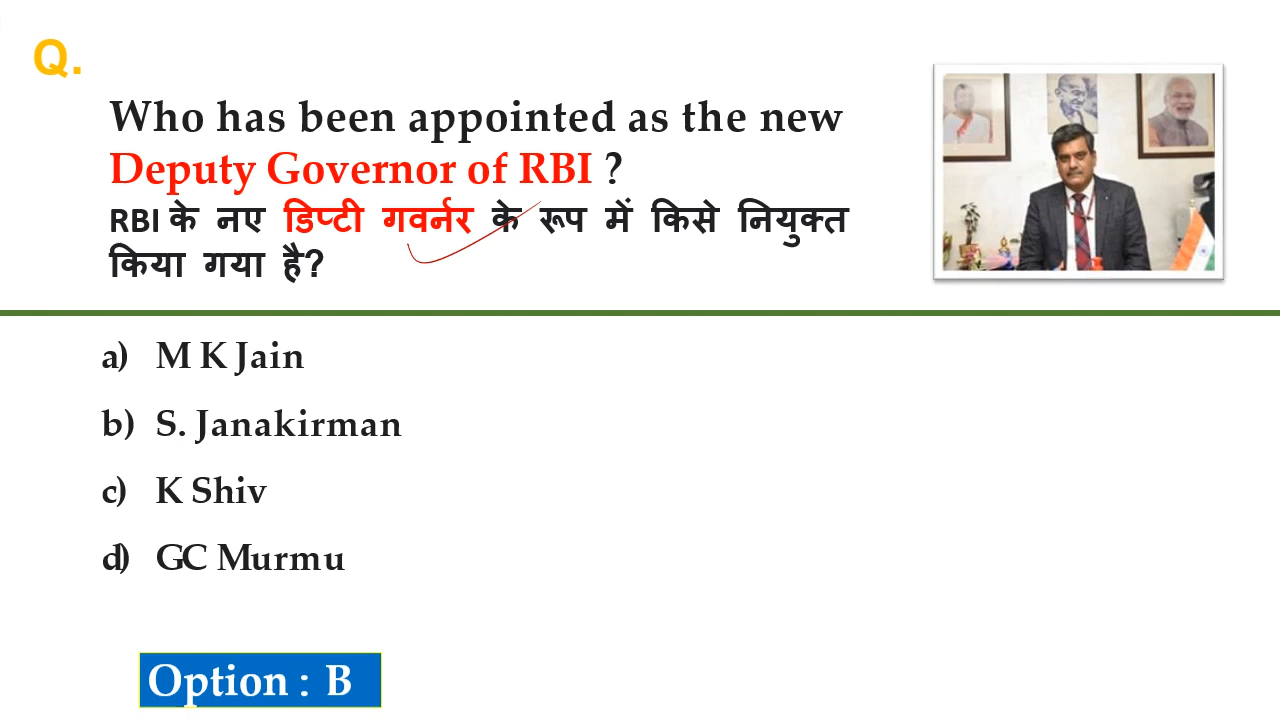 Q.
Who has been appointed as the new
Deputy Governor of RBI ?
RBI के नए डिप्टी गवर्नर के रूप में किसे नियुक्त
किया गया है?
a) M K Jain
b) S. Janakirman
c) K Shiv
d) GC Murmu
Option : B